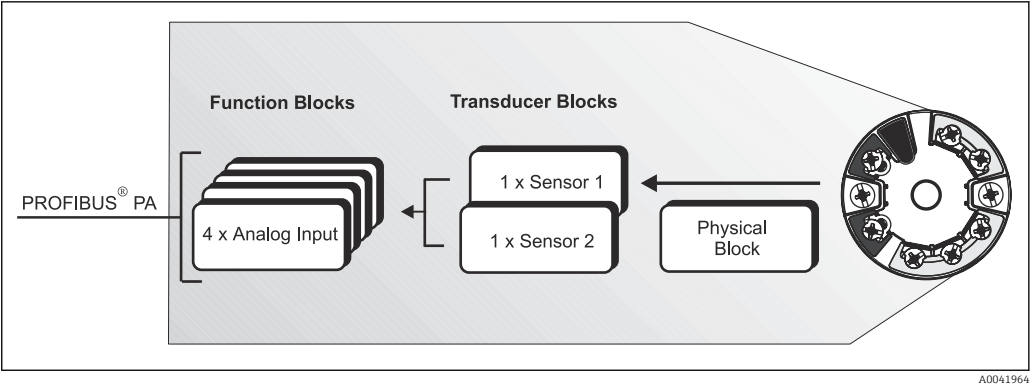 Function Blocks
Transducer Blocks
PROFIBUS® PA
4 x Analog Input
1 x Sensor 1
1 x Sensor 2
Physical
Block
A0041964